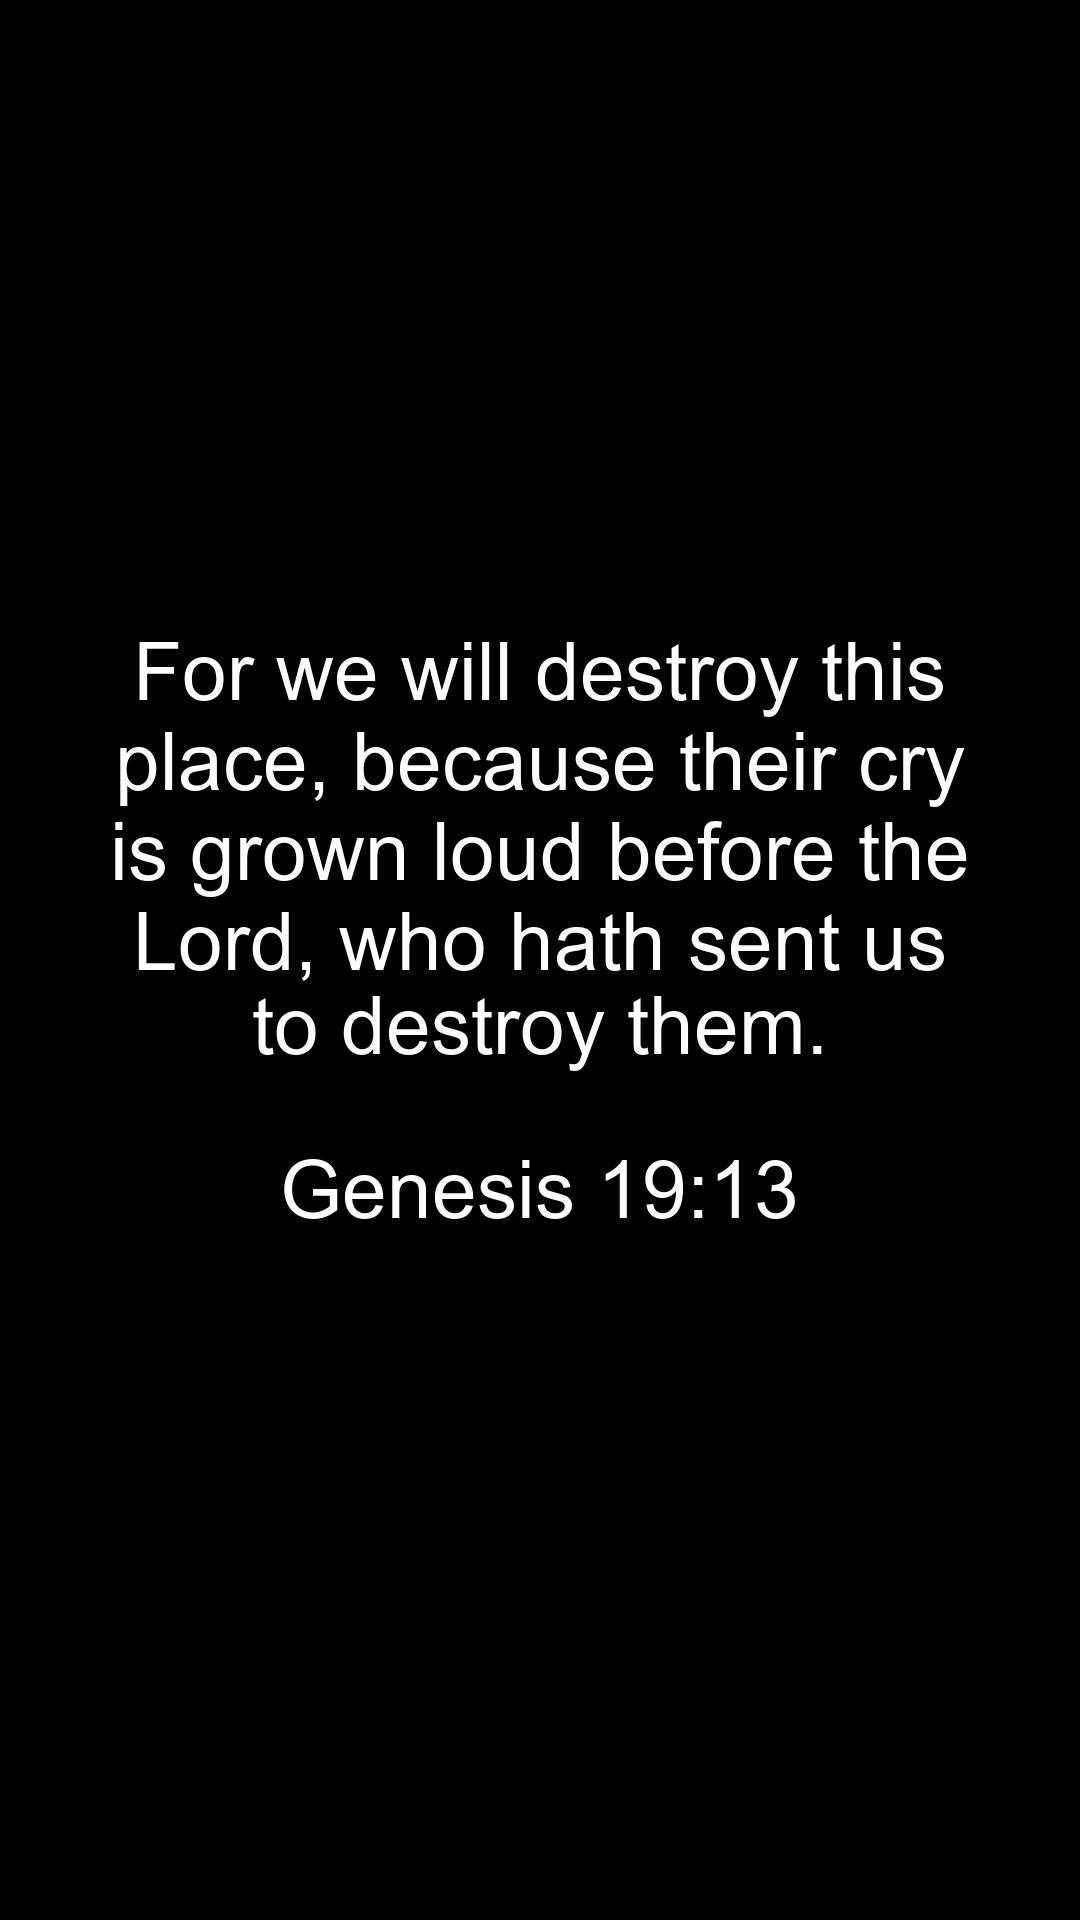 For we will destroy this
place, because their cry
is grown loud before the
Lord, who hath sent us
to destroy them.
Genesis 19:13